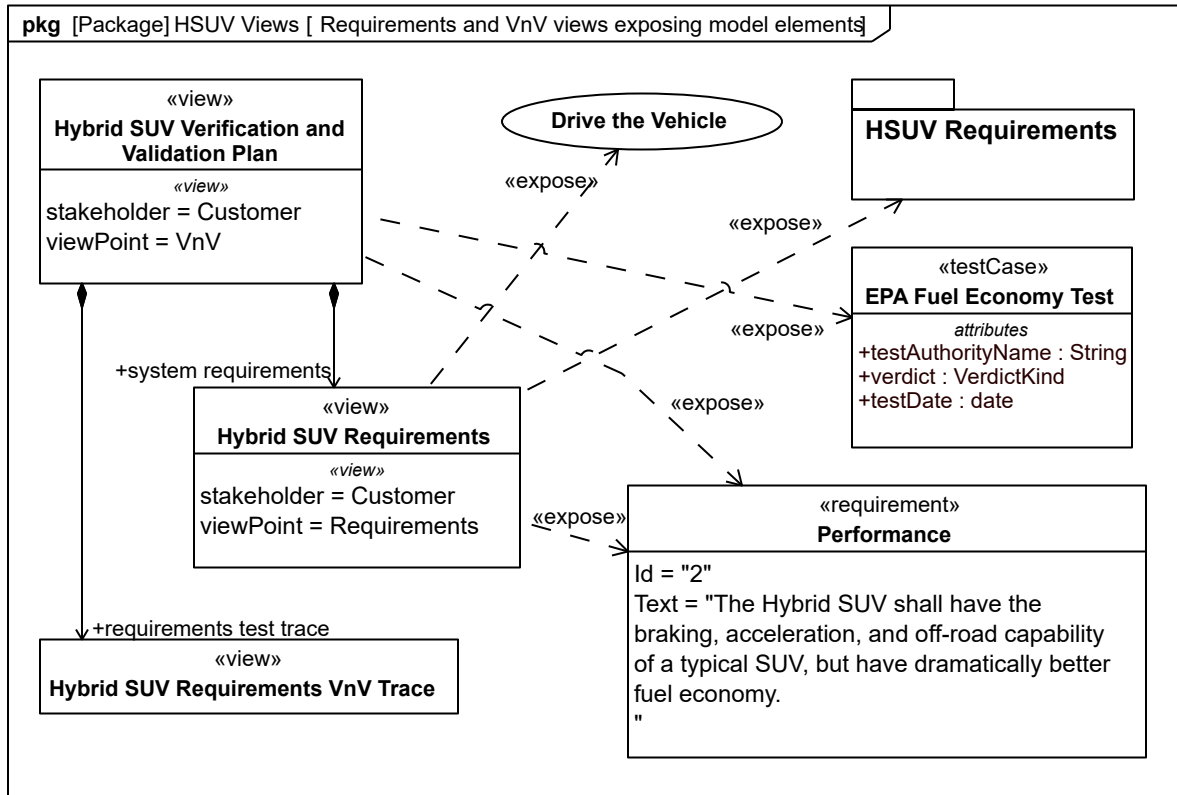 pkg [Package] HSUV Views [ Requirements and VnV views exposing model elements]
«view»
Hybrid SUV Verification and
Validation Plan
«view»
stakeholder = Customer
viewPoint = VnV
Drive the Vehicle
HSUV Requirements
«expose»
«expose»
«testCase»
EPA Fuel Economy Test
attributes
+testAuthorityName : String
+verdict : VerdictKind
+testDate : date
«expose»
+system requirements
«expose»
«view»
Hybrid SUV Requirements
«view»
stakeholder = Customer
viewPoint = Requirements
«expose»
«requirement»
Performance
Id = "2"
Text = "The Hybrid SUV shall have the
braking, acceleration, and off-road capability
of a typical SUV, but have dramatically better
fuel economy.
"
+requirements test trace
«view»
Hybrid SUV Requirements VnV Trace